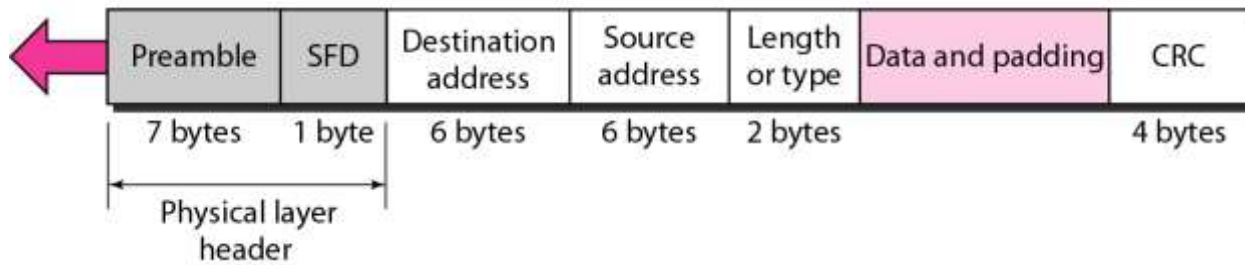 Preamble
SFD
Destination
address
Source
address
Length
or type
Data and padding
CRC
7 bytes
1 byte
6 bytes
6 bytes
2 bytes
4 bytes
Physical layer
header